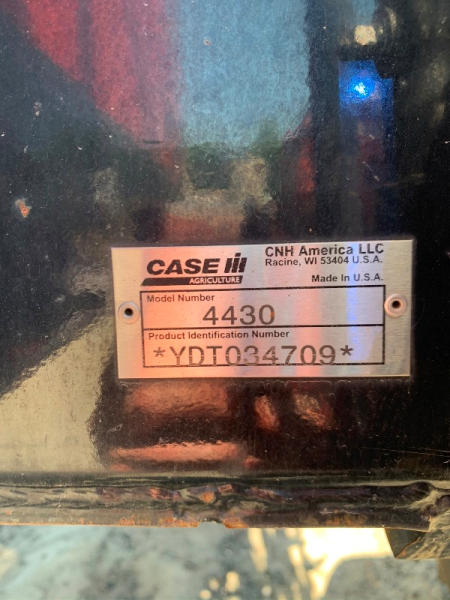 CASE IH
AGRICULTURE
CNH America LLC
Racine, WI 53404 U.S.A.
Made In U.S.A.
Model Number
4430
Product Identification Number
*YDT034709*